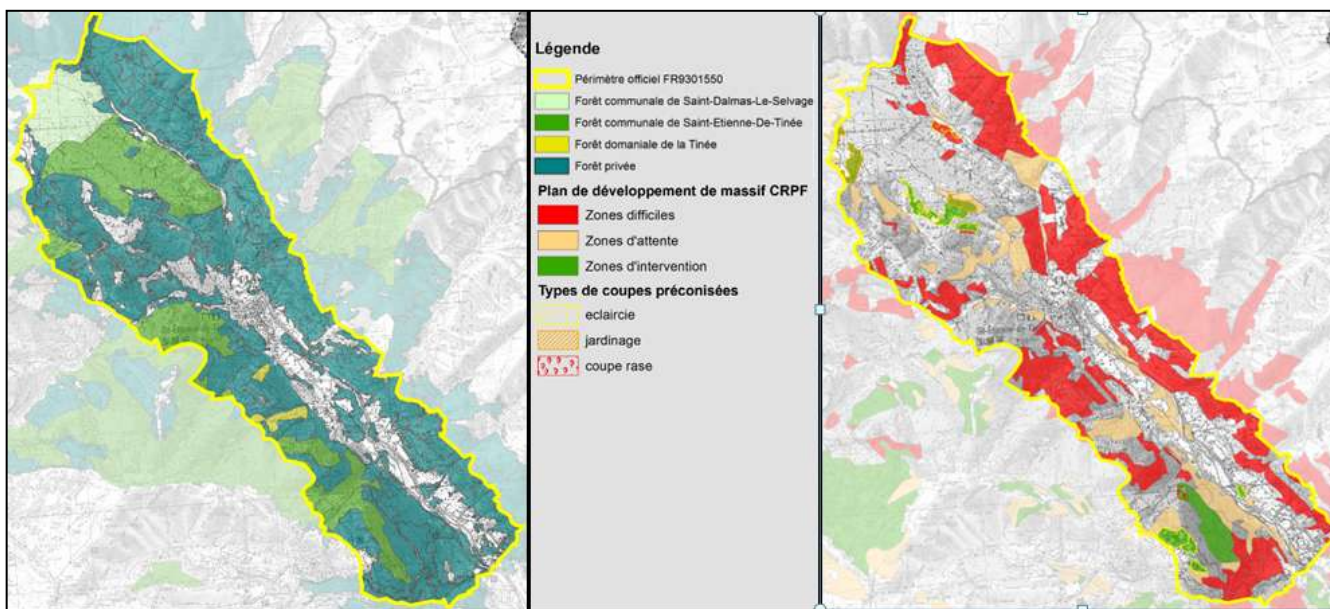 Légende
Périmètre officiel FR9301550
Forêt communale de Saint-Dalmas-Le-Selvage
Forêt communale de Saint-Etienne-De-Tinée
Forêt domaniale de la Tinée
Forêt privée
Plan de développement de massif CRPF
Zones difficiles
Zones d'attente
Zones d'intervention
Types de coupes préconisées
eclaircie
jardinage
coupe rase